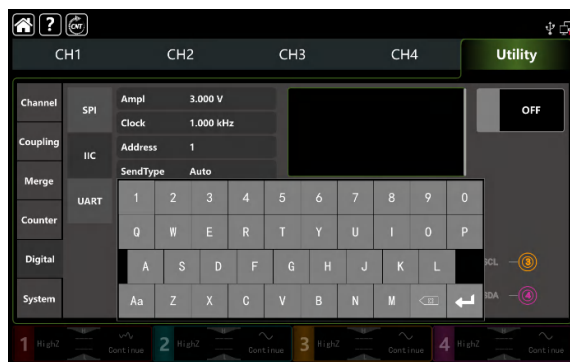 ? CNT
CH1 CH2 CH3 CH4 Utility
Channel
Coupling
Merge
Counter
Digital
System
SPI
IIC
UART
Ampl 3.000 V
Clock 1.000 kHz
Address 1
SendType Auto
OFF
1 2 3 4 5 6 7 8 9 0
Q W E R T Y U I O P
A S D F G H J K L
Aa Z X C V B N M
SCL 3
SDA 4
1 HighZ Continue 2 HighZ Continue 3 HighZ Continue 4 HighZ Continue